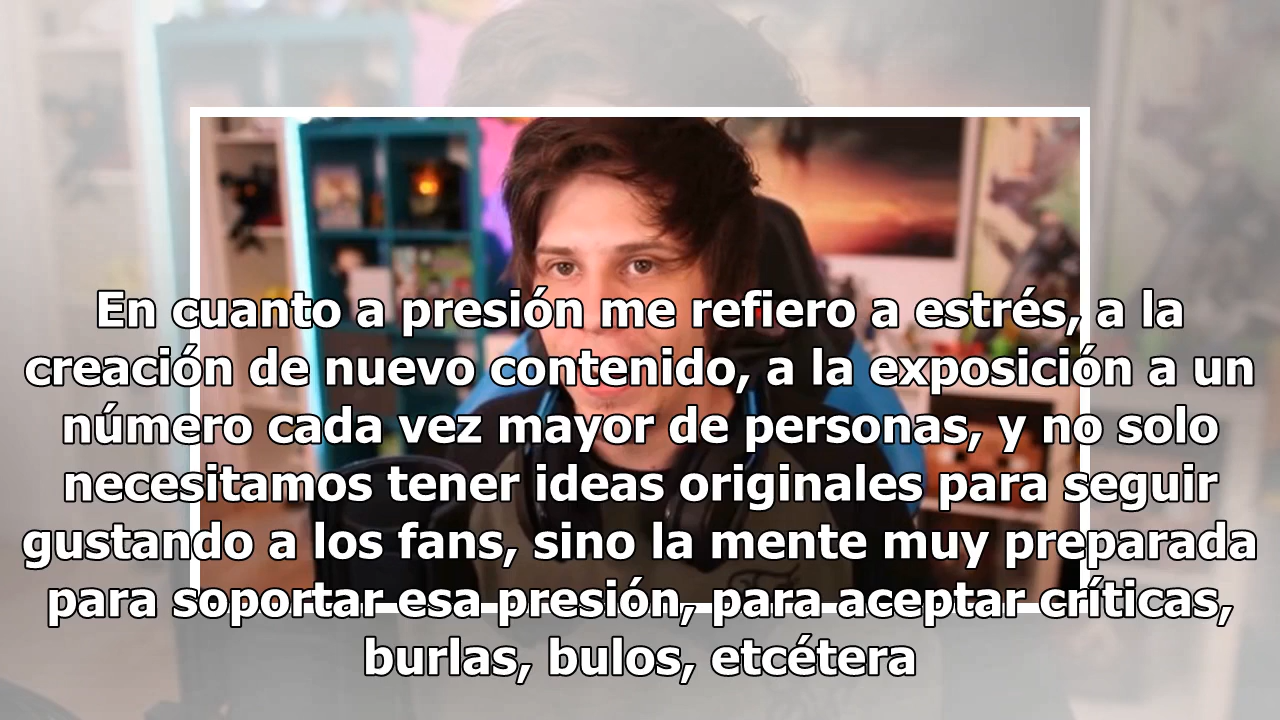 En cuanto a presión me refiero a estrés, a la
creación de nuevo contenido, a la exposición a un
número cada vez mayor de personas, y no solo
necesitamos tener ideas originales para seguir
gustando a los fans, sino la mente muy preparada
para soportar esa presión, para aceptar críticas,
burlas, bulos, etcétera